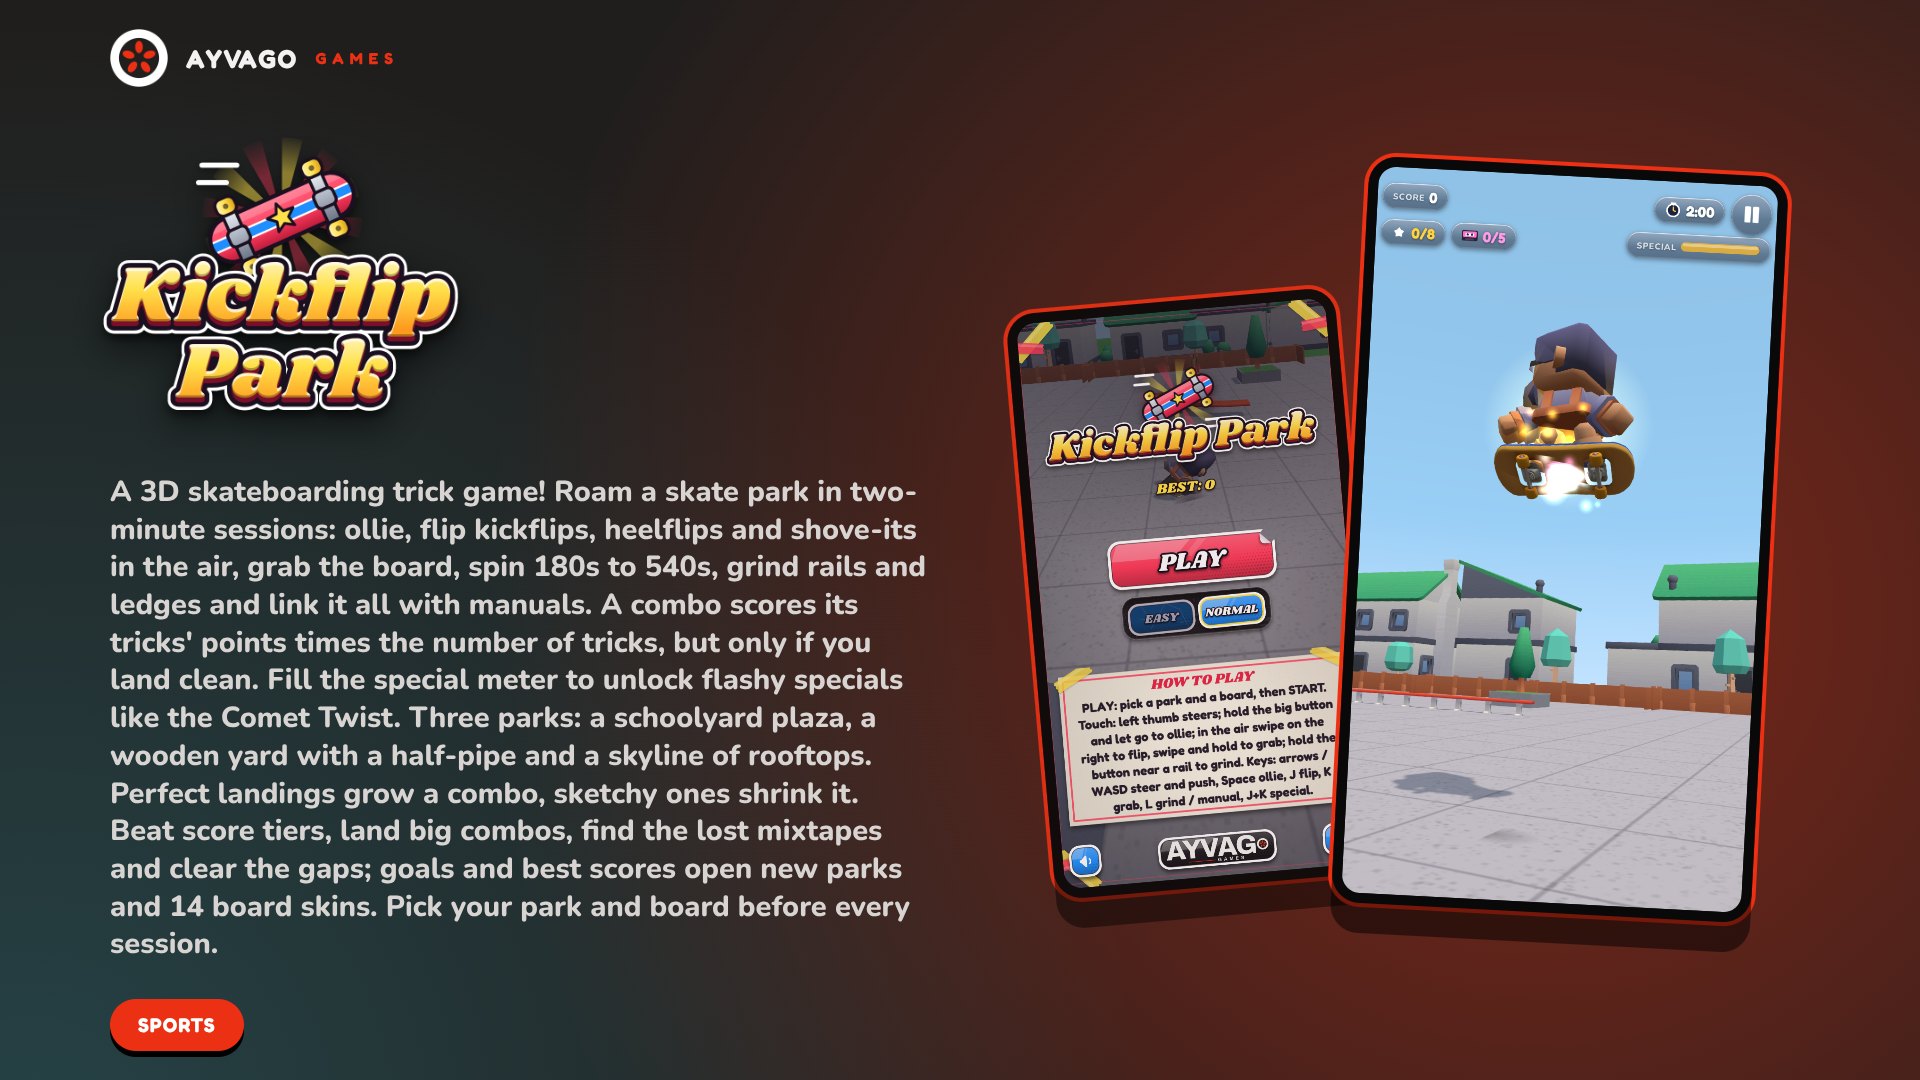 AYVAGO GAMES
Kickflip
Park
A 3D skateboarding trick game! Roam a skate park in two-
minute sessions: ollie, flip kickflips, heelflips and shove-its
in the air, grab the board, spin 180s to 540s, grind rails and
ledges and link it all with manuals. A combo scores its
tricks' points times the number of tricks, but only if you
land clean. Fill the special meter to unlock flashy specials
like the Comet Twist. Three parks: a schoolyard plaza, a
wooden yard with a half-pipe and a skyline of rooftops.
Perfect landings grow a combo, sketchy ones shrink it.
Beat score tiers, land big combos, find the lost mixtapes
and clear the gaps; goals and best scores open new parks
and 14 board skins. Pick your park and board before every
session.
SPORTS
Kickflip Park
BEST: 0
PLAY
EASY NORMAL
HOW TO PLAY
PLAY: pick a park and a board, then START.
Touch: left thumb steers; hold the big button
and let go to ollie; in the air swipe on the
right to flip, swipe and hold to grab; hold the
button near a rail to grind. Keys: arrows /
WASD steer and push, Space ollie, J flip, K
grab, L grind / manual, J+K special.
AYVAGO
GAMES
SCORE 0
2:00
0/8 0/5
SPECIAL